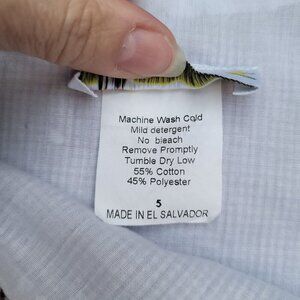 Machine Wash Cold
Mild detergent
No bleach
Remove Promptly
Tumble Dry Low
55% Cotton
45% Polyester
5
MADE IN EL SALVADOR